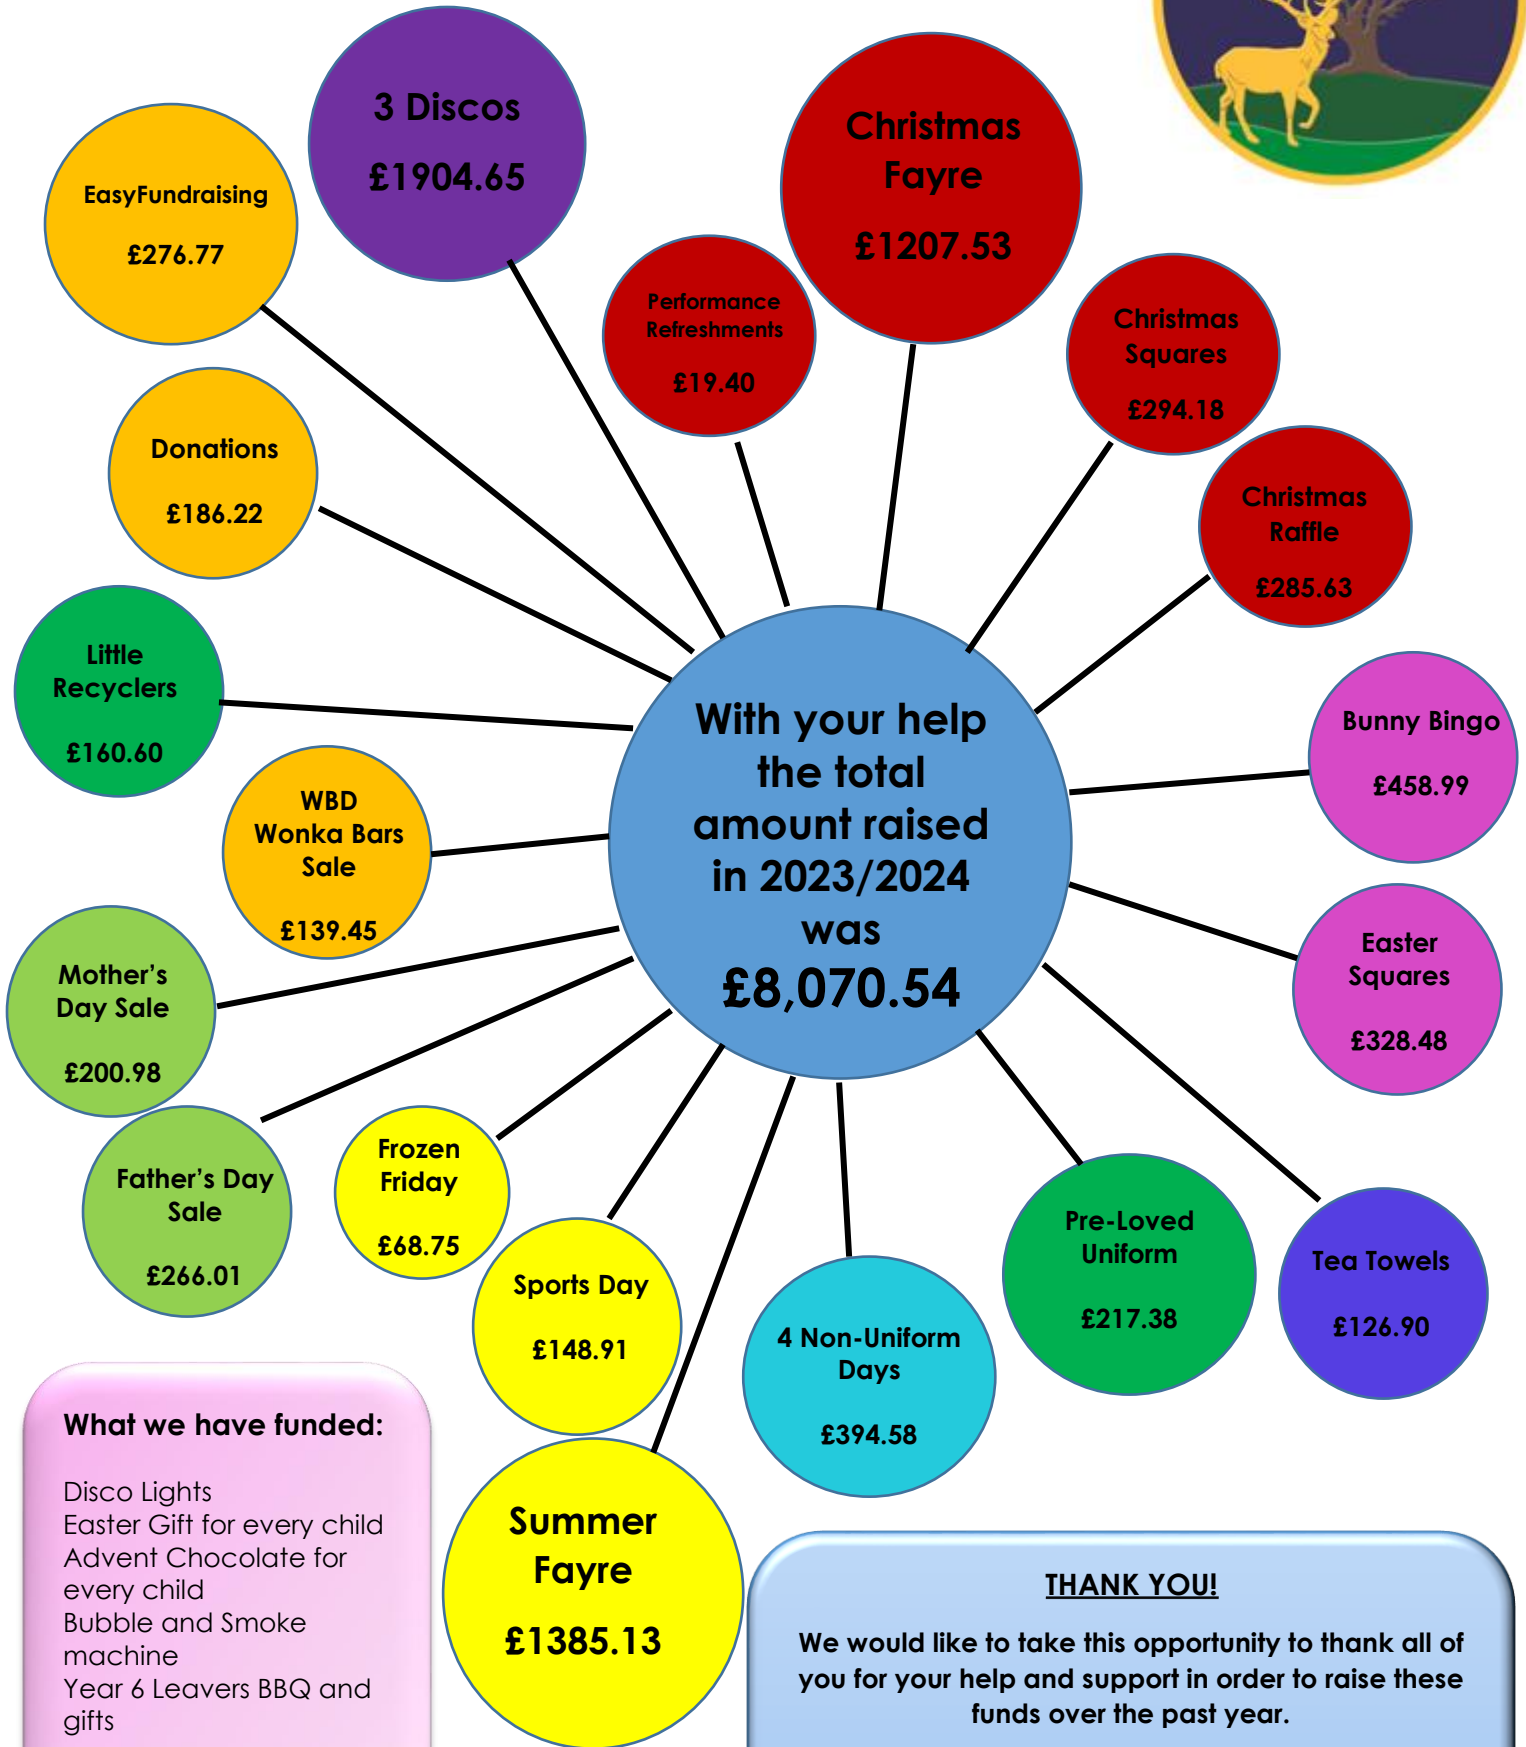 3 Discos
£1904.65
Christmas
Fayre
£1207.53
EasyFundraising
£276.77
Performance
Refreshments
£19.40
Christmas
Squares
£294.18
Donations
£186.22
Christmas
Raffle
£285.63
Little
Recyclers
£160.60
With your help
the total
amount raised
in 2023/2024
was
£8,070.54
Bunny Bingo
£458.99
WBD
Wonka Bars
Sale
£139.45
Easter
Squares
£328.48
Mother’s
Day Sale
£200.98
Father’s Day
Sale
£266.01
Frozen
Friday
£68.75
Sports Day
£148.91
4 Non-Uniform
Days
£394.58
Pre-Loved
Uniform
£217.38
Tea Towels
£126.90
Summer
Fayre
£1385.13
What we have funded:
Disco Lights
Easter Gift for every child
Advent Chocolate for
every child
Bubble and Smoke
machine
Year 6 Leavers BBQ and
gifts
THANK YOU!
We would like to take this opportunity to thank all of
you for your help and support in order to raise these
funds over the past year.